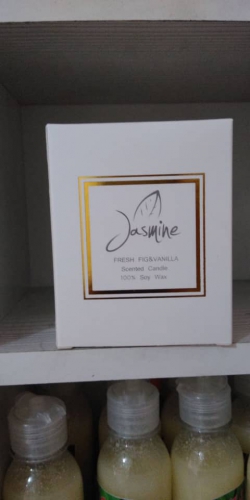 Jasmine
FRESH FIG&VANILLA
Scented Candle
100% Soy Wax